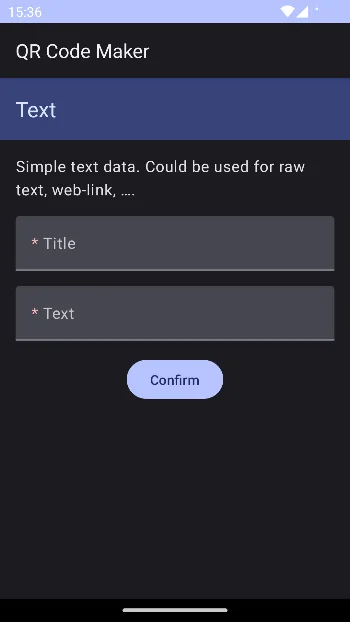 15:36
QR Code Maker
Text
Simple text data. Could be used for raw
text, web-link, ....
* Title
* Text
Confirm